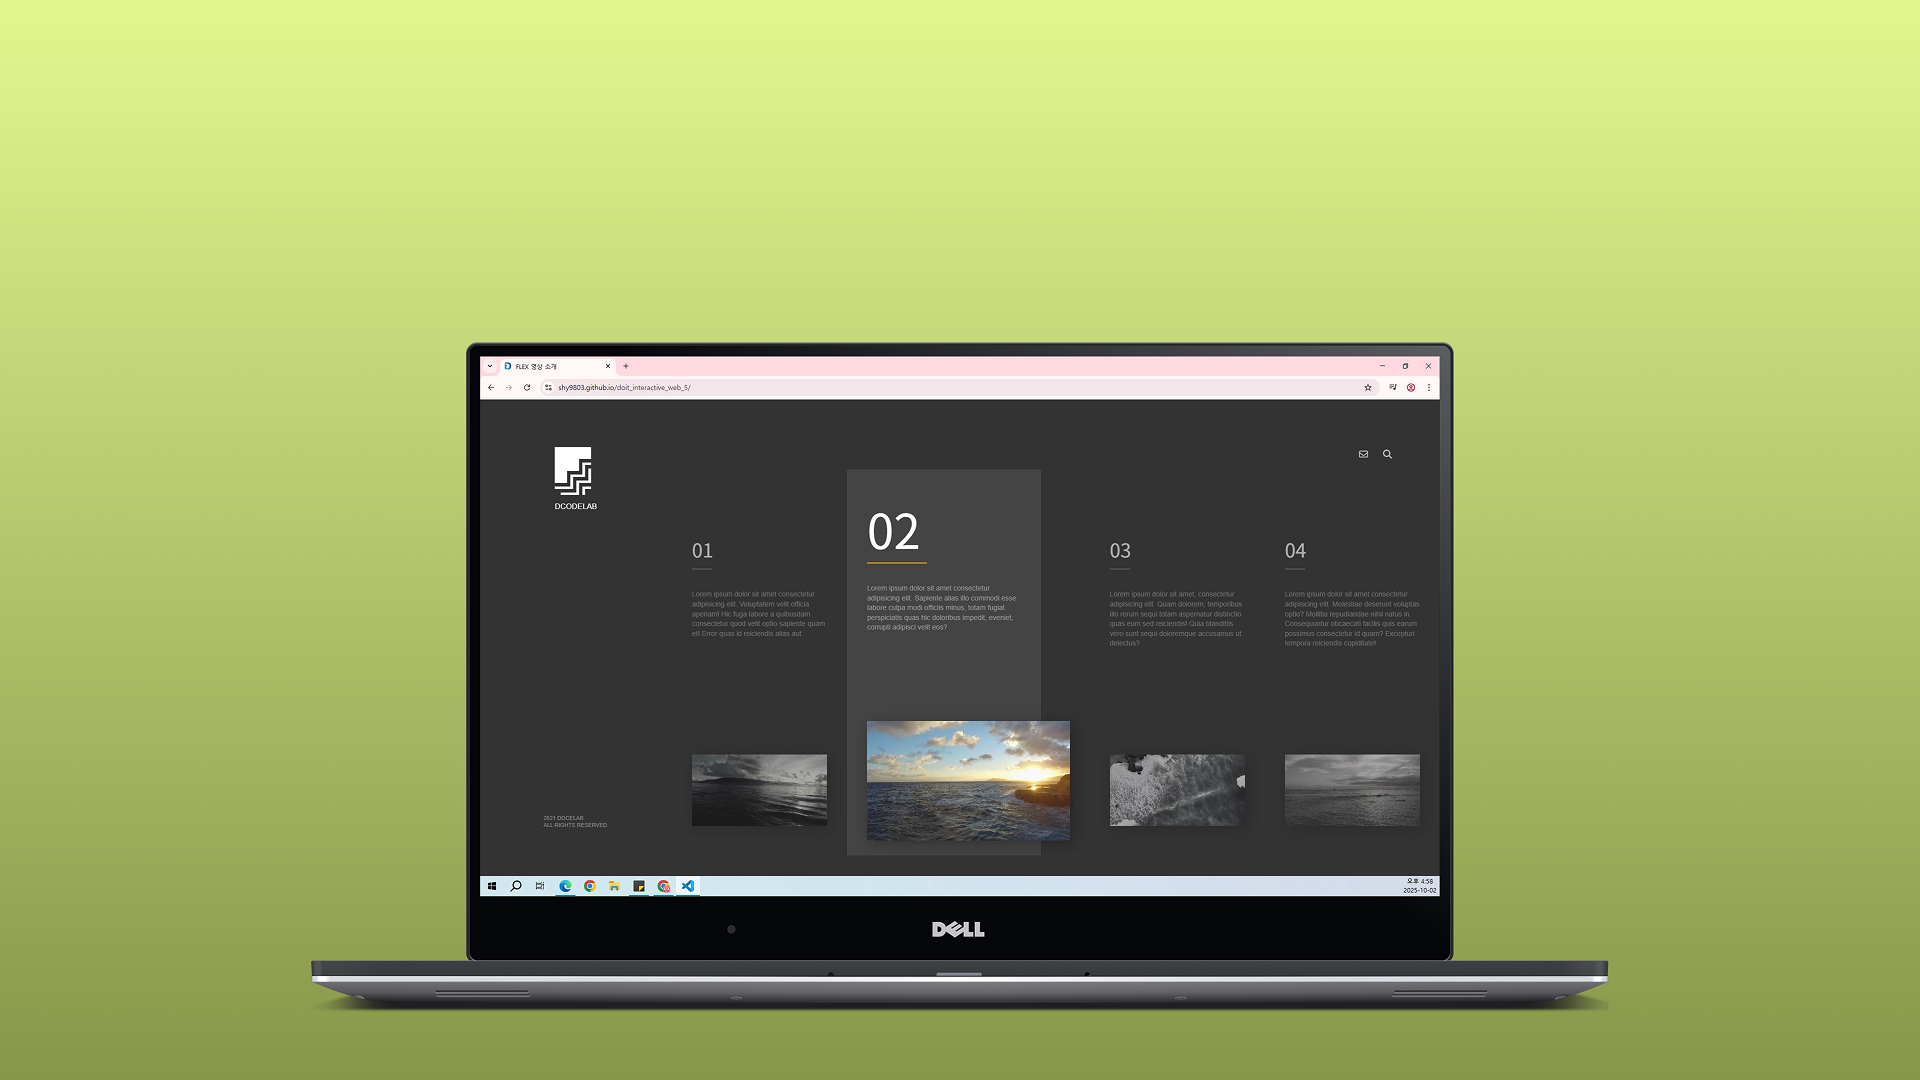 FLEX 영상 소개
shy9803.github.io/doit_interactive_web_5/
DCODELAB
01
Lorem ipsum dolor sit amet consectetur
adipisicing elit. Voluptatem velit officia
aperiam! Hic fuga labore a quibusdam
consectetur quod velit optio sapiente quam
et! Error quas id reiciendis alias aut.
02
Lorem ipsum dolor sit amet consectetur
adipisicing elit. Sapiente alias illo commodi esse
labore culpa modi officiis minus, totam fugiat
perspiciatis quas hic doloribus impedit, eveniet,
corrupti adipisci velit eos?
03
Lorem ipsum dolor sit amet, consectetur
adipisicing elit. Quam dolorem, temporibus
illo rerum sequi totam aspernatur distinctio
quas eum sed reiciendis! Quia blanditiis
vero sunt sequi doloremque accusamus ut
delectus?
04
Lorem ipsum dolor sit amet consectetur
adipisicing elit. Molestiae deserunt voluptas
optio? Mollitia repudiandae nihil natus in.
Consequuntur obcaecati facilis quis earum
possimus consectetur id quam? Excepturi
tempora reiciendis cupiditate!
2021 DOCELAB
ALL RIGHTS RESERVED.
오후 4:58
2025-10-02
DELL